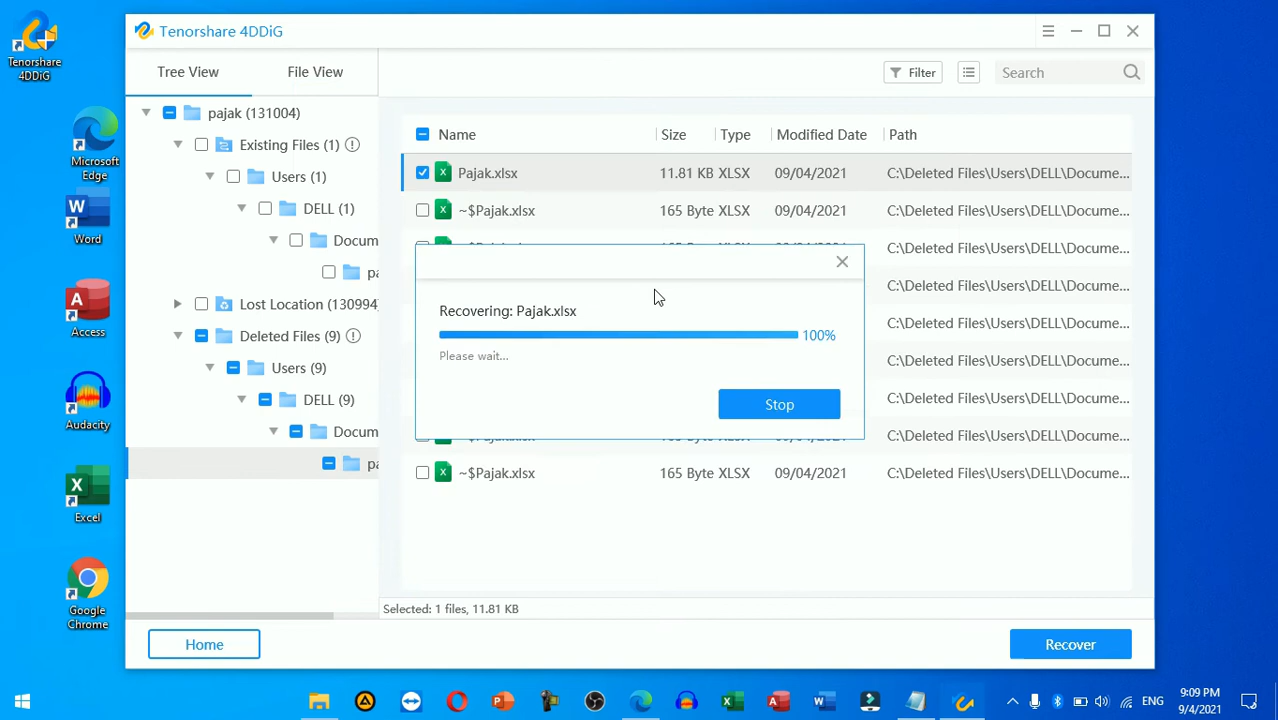 Tenorshare 4DDiG
Tenorshare
4DDiG
Microsoft
Edge
Word
Access
Audacity
Excel
Google
Chrome
Tree View
File View
Filter
Search
pajak (131004)
Existing Files (1)
Users (1)
DELL (1)
Docum
pa
Lost Location (130994)
Deleted Files (9)
Users (9)
DELL (9)
Docum
pa
Name Size Type Modified Date Path
Pajak.xlsx 11.81 KB XLSX 09/04/2021 C:\Deleted Files\Users\DELL\Docume...
~$Pajak.xlsx 165 Byte XLSX 09/04/2021 C:\Deleted Files\Users\DELL\Docume...
C:\Deleted Files\Users\DELL\Docume...
C:\Deleted Files\Users\DELL\Docume...
C:\Deleted Files\Users\DELL\Docume...
C:\Deleted Files\Users\DELL\Docume...
C:\Deleted Files\Users\DELL\Docume...
C:\Deleted Files\Users\DELL\Docume...
~$Pajak.xlsx 165 Byte XLSX 09/04/2021 C:\Deleted Files\Users\DELL\Docume...
Recovering: Pajak.xlsx
100%
Please wait...
Stop
Selected: 1 files, 11.81 KB
Home
Recover
ENG
9:09 PM
9/4/2021